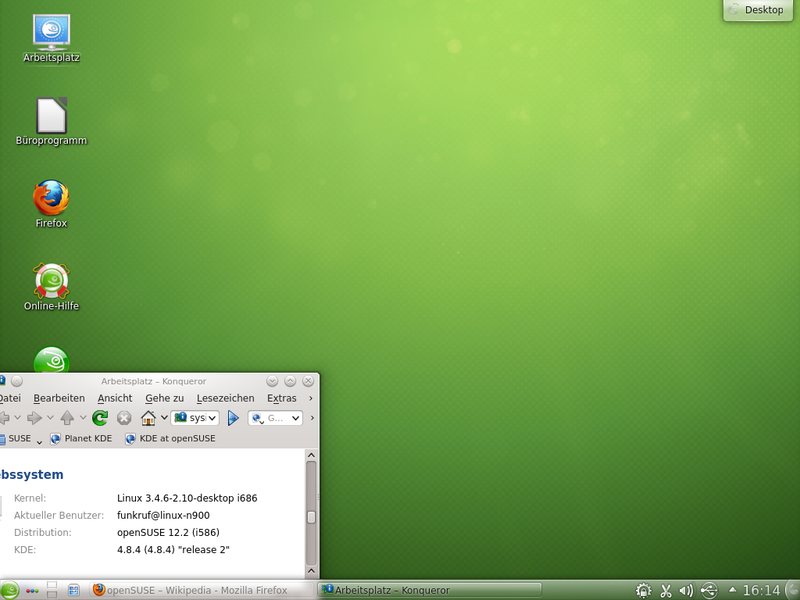 Desktop
Arbeitsplatz
Büroprogramm
Firefox
Online-Hilfe
Arbeitsplatz – Konqueror
Datei Bearbeiten Ansicht Gehe zu Lesezeichen Extras
sys G...
SUSE Planet KDE KDE at openSUSE
ebssystem
Kernel: Linux 3.4.6-2.10-desktop i686
Aktueller Benutzer: funkruf@linux-n900
Distribution: openSUSE 12.2 (i586)
KDE: 4.8.4 (4.8.4) "release 2"
openSUSE – Wikipedia - Mozilla Firefox Arbeitsplatz – Konqueror 16:14